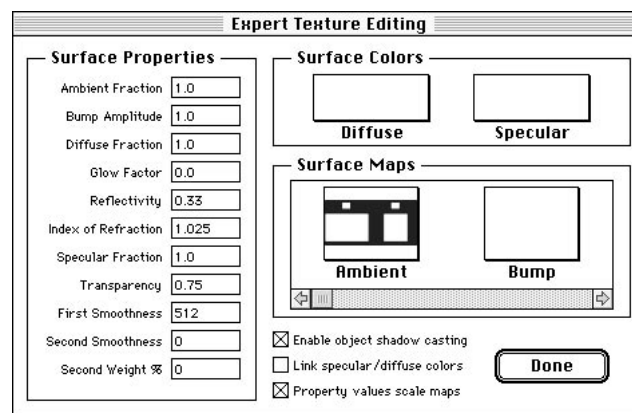 Expert Texture Editing
Surface Properties
Ambient Fraction 1.0
Bump Amplitude 1.0
Diffuse Fraction 1.0
Glow Factor 0.0
Reflectivity 0.33
Index of Refraction 1.025
Specular Fraction 1.0
Transparency 0.75
First Smoothness 512
Second Smoothness 0
Second Weight % 0
Surface Colors
Diffuse Specular
Surface Maps
Ambient Bump
Enable object shadow casting
Link specular/diffuse colors
Property values scale maps
Done